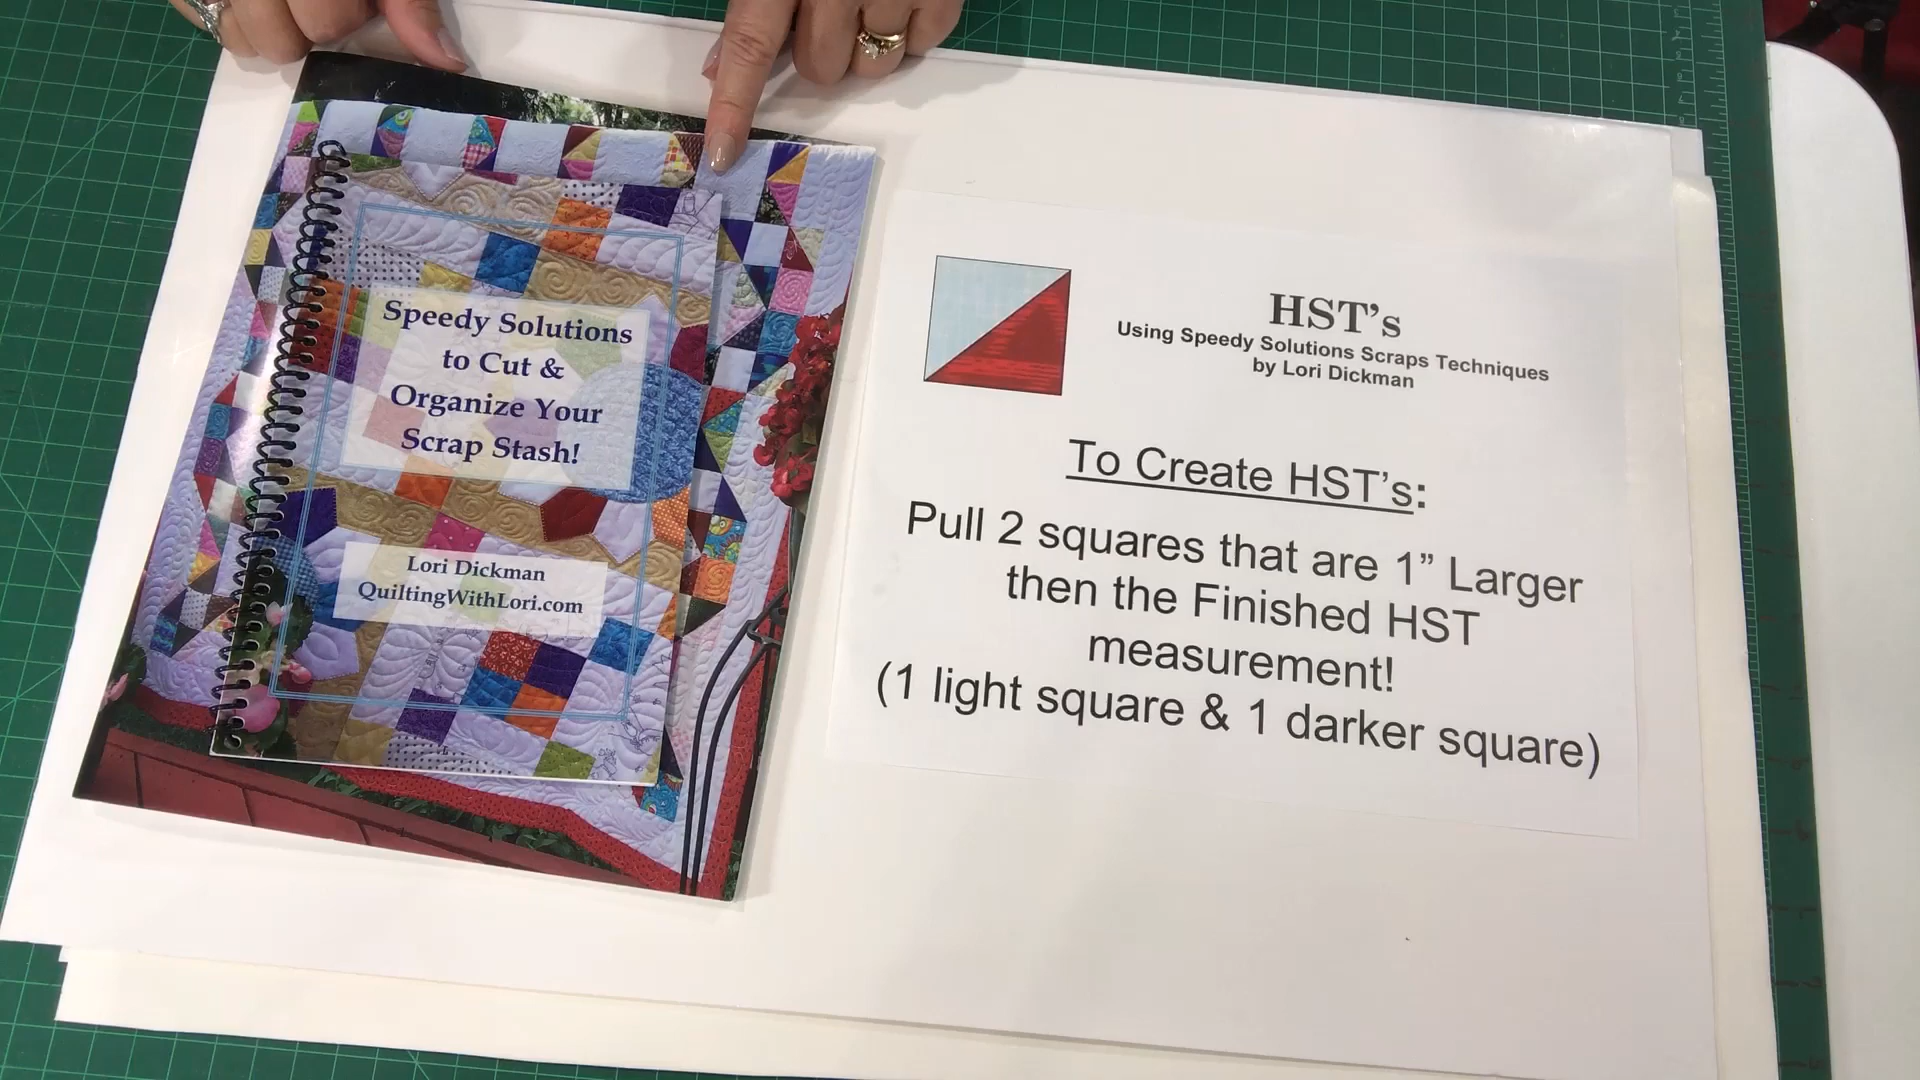 Speedy Solutions
to Cut &
Organize Your
Scrap Stash!
Lori Dickman
QuiltingWithLori.com
HST’s
Using Speedy Solutions Scraps Techniques
by Lori Dickman
To Create HST’s:
Pull 2 squares that are 1” Larger
then the Finished HST
measurement!
(1 light square & 1 darker square)